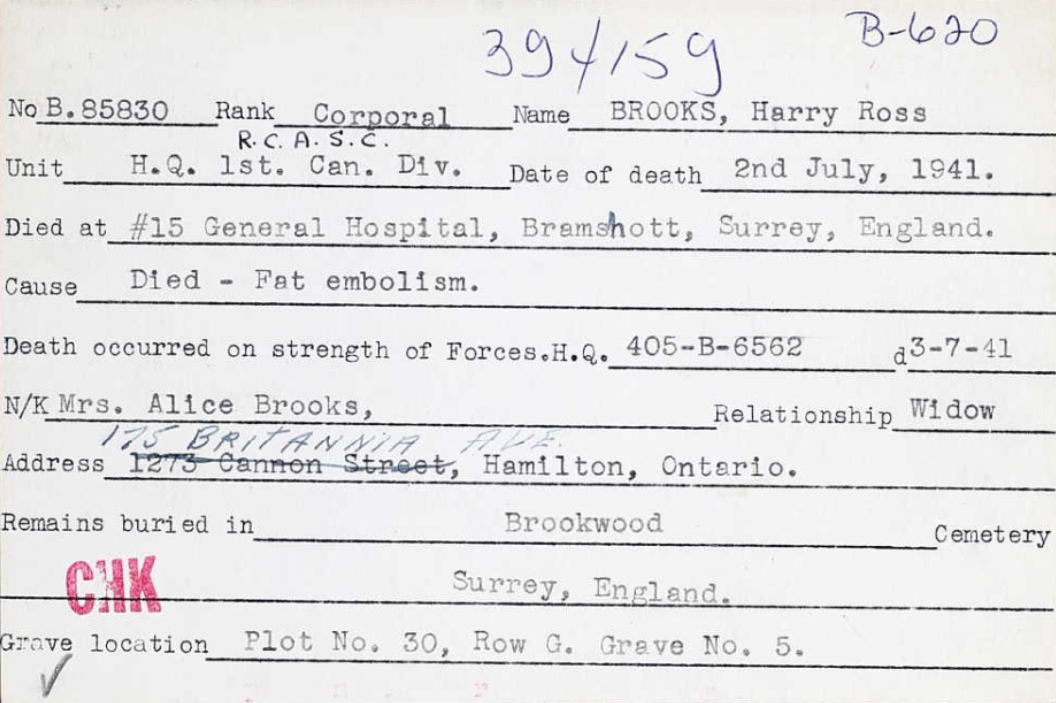 B-620
39/159
No B.85830 Rank Corporal Name BROOKS, Harry Ross
R.C.A.S.C.
Unit H.Q. 1st. Can. Div. Date of death 2nd July, 1941.
Died at #15 General Hospital, Bramshott, Surrey, England.
Cause Died - Fat embolism.
Death occurred on strength of Forces.H.Q. 405-B-6562 d 3-7-41
N/K Mrs. Alice Brooks, Relationship Widow
175 BRITANNIA AVE.
Address 1273 Cannon Street, Hamilton, Ontario.
Remains buried in Brookwood Cemetery
CHK Surrey, England.
Grave location Plot No. 30, Row G. Grave No. 5.